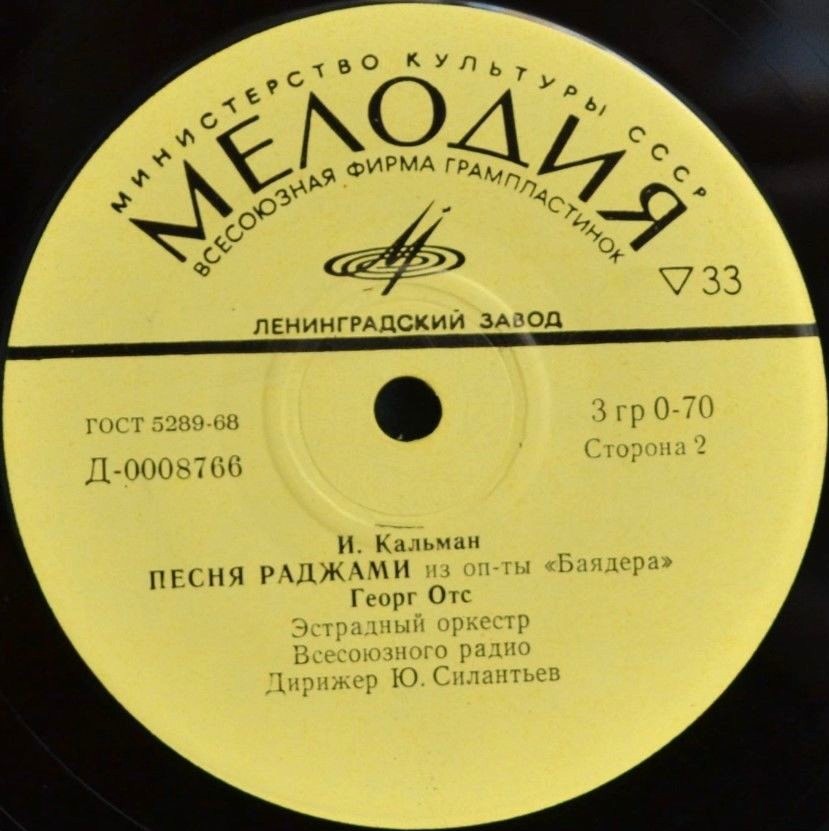 МИНИСТЕРСТВО КУЛЬТУРЫ СССР
МЕЛОДИЯ
ВСЕСОЮЗНАЯ ФИРМА ГРАМПЛАСТИНОК
33
ЛЕНИНГРАДСКИЙ ЗАВОД
ГОСТ 5289-68
3 гр 0-70
Д-0008766
Сторона 2
И. Кальман
ПЕСНЯ РАДЖАМИ из оп-ты «Баядера»
Георг Отс
Эстрадный оркестр
Всесоюзного радио
Дирижер Ю. Силантьев